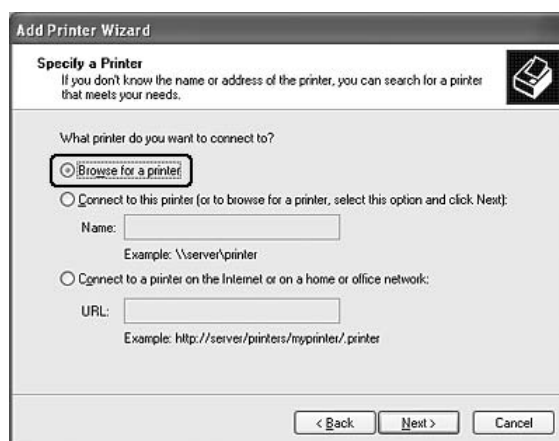 Add Printer Wizard
Specify a Printer
If you don't know the name or address of the printer, you can search for a printer
that meets your needs.
What printer do you want to connect to?
Browse for a printer
Connect to this printer (or to browse for a printer, select this option and click Next):
Name:
Example: \\server\printer
Connect to a printer on the Internet or on a home or office network:
URL:
Example: http://server/printers/myprinter/.printer
< Back Next > Cancel